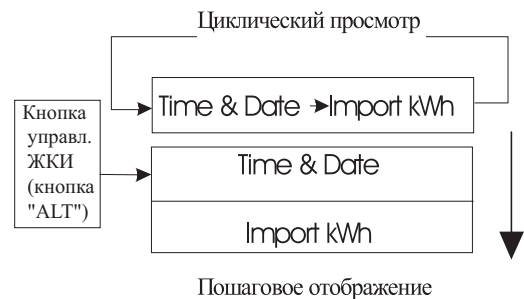 Циклический просмотр
Time & Date → Import kWh
Кнопка
управл.
ЖКИ
(кнопка
"ALT")
Time & Date
Import kWh
Пошаговое отображение